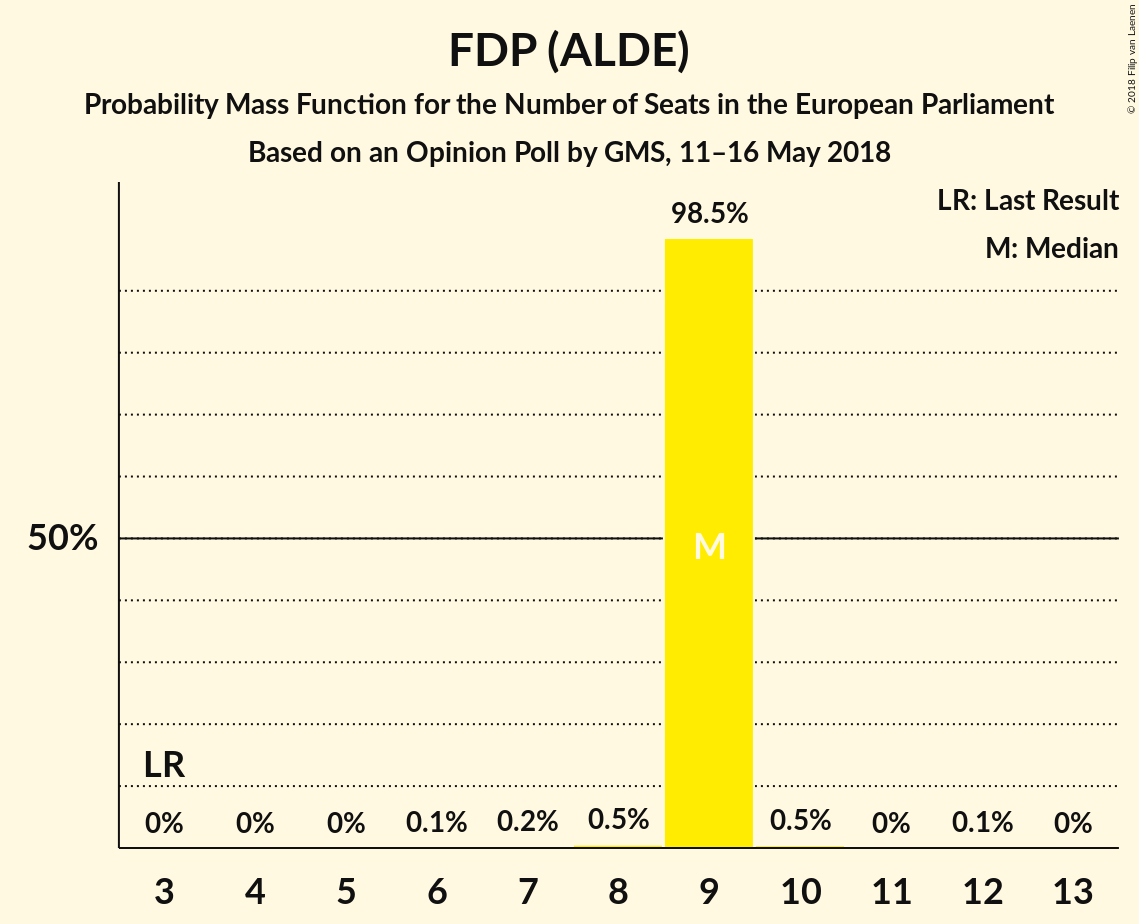 FDP (ALDE)
Probability Mass Function for the Number of Seats in the European Parliament
Based on an Opinion Poll by GMS, 11–16 May 2018
© 2018 Filip van Laenen
LR: Last Result
M: Median
98.5%
50%
M
LR
0% 0% 0% 0.1% 0.2% 0.5% 0.5% 0% 0.1% 0%
3 4 5 6 7 8 9 10 11 12 13